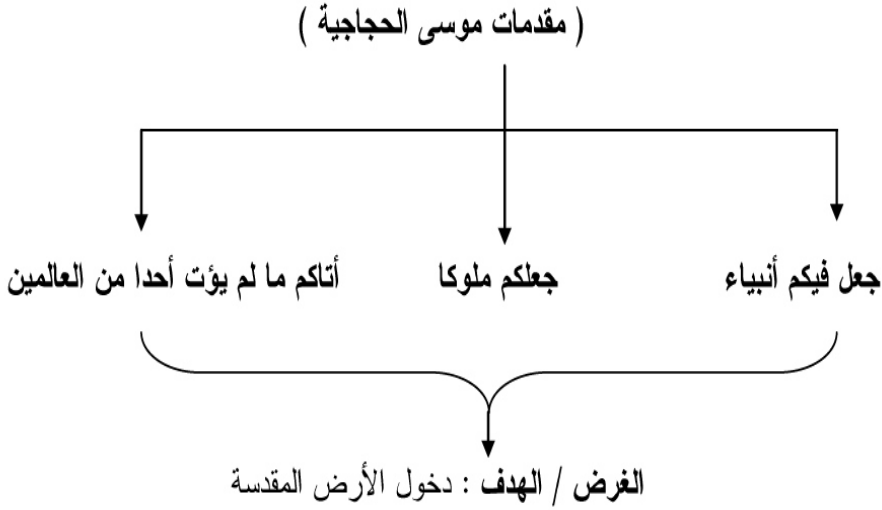 ( مقدمات موسى الحجاجية )
جعل فيكم أنبياء
جعلكم ملوكا
أتاكم ما لم يؤت أحدا من العالمين
الغرض / الهدف : دخول الأرض المقدسة